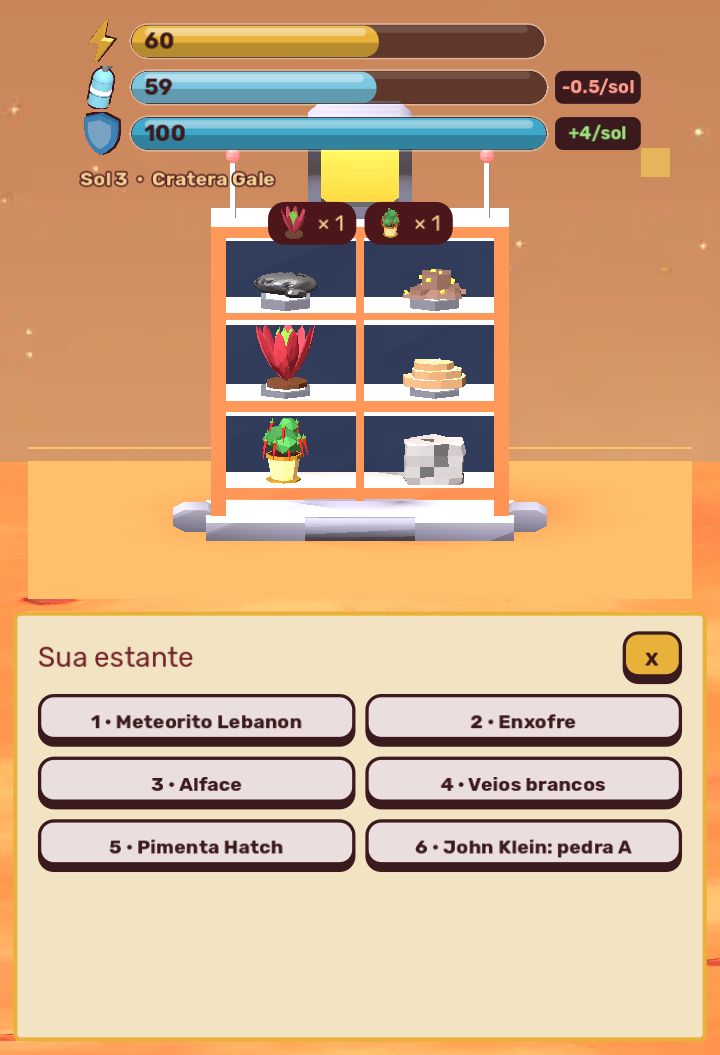 60
59
-0.5/sol
100
+4/sol
Sol 3 • Cratera Gale
× 1
× 1
Sua estante
x
1 • Meteorito Lebanon
2 • Enxofre
3 • Alface
4 • Veios brancos
5 • Pimenta Hatch
6 • John Klein: pedra A